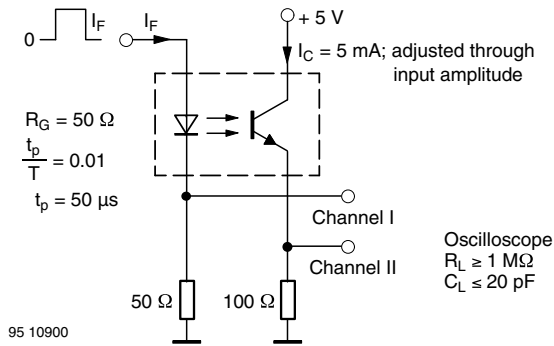 0
I_F
I_F
+ 5 V
I_C = 5 mA; adjusted through
input amplitude
R_G = 50 Ω
t_p
T
= 0.01
t_p = 50 µs
Channel I
Channel II
50 Ω
100 Ω
Oscilloscope
R_L ≥ 1 MΩ
C_L ≤ 20 pF
95 10900